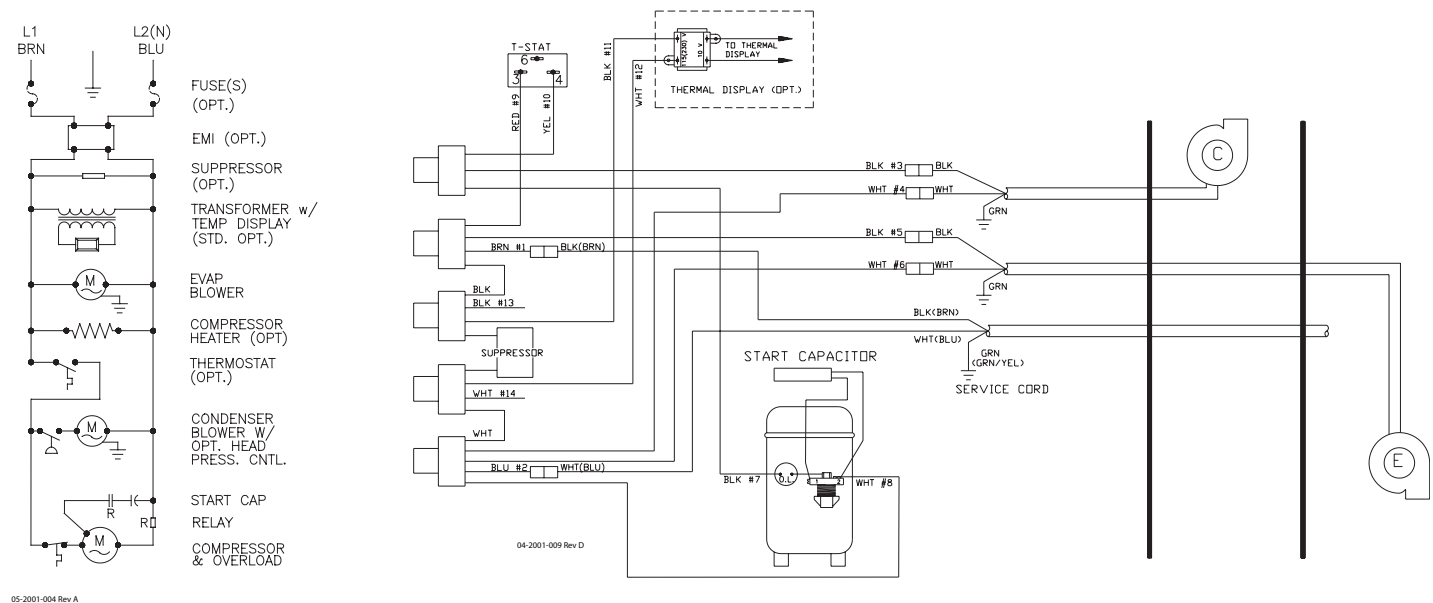 L1
BRN
L2(N)
BLU
FUSE(S)
(OPT.)
EMI (OPT.)
SUPPRESSOR
(OPT.)
TRANSFORMER w/
TEMP DISPLAY
(STD. OPT.)
M
EVAP
BLOWER
COMPRESSOR
HEATER (OPT)
THERMOSTAT
(OPT.)
M
CONDENSER
BLOWER W/
OPT. HEAD
PRESS. CNTL.
R
START CAP
R
RELAY
M
COMPRESSOR
& OVERLOAD
05-2001-004 Rev A
T-STAT
6
3
4
RED #9
YEL #10
BLK #11
WHT #12
115(230) V
10 V
TO THERMAL
DISPLAY
THERMAL DISPLAY (OPT.)
BLK #3
BLK
WHT #4
WHT
GRN
C
BLK #5
BLK
WHT #6
WHT
GRN
BRN #1
BLK(BRN)
BLK
BLK #13
SUPPRESSOR
WHT #14
WHT
BLU #2
WHT(BLU)
BLK(BRN)
WHT(BLU)
GRN
(GRN/YEL)
SERVICE CORD
START CAPACITOR
BLK #7
O.L.
1
2
WHT #8
E
04-2001-009 Rev D